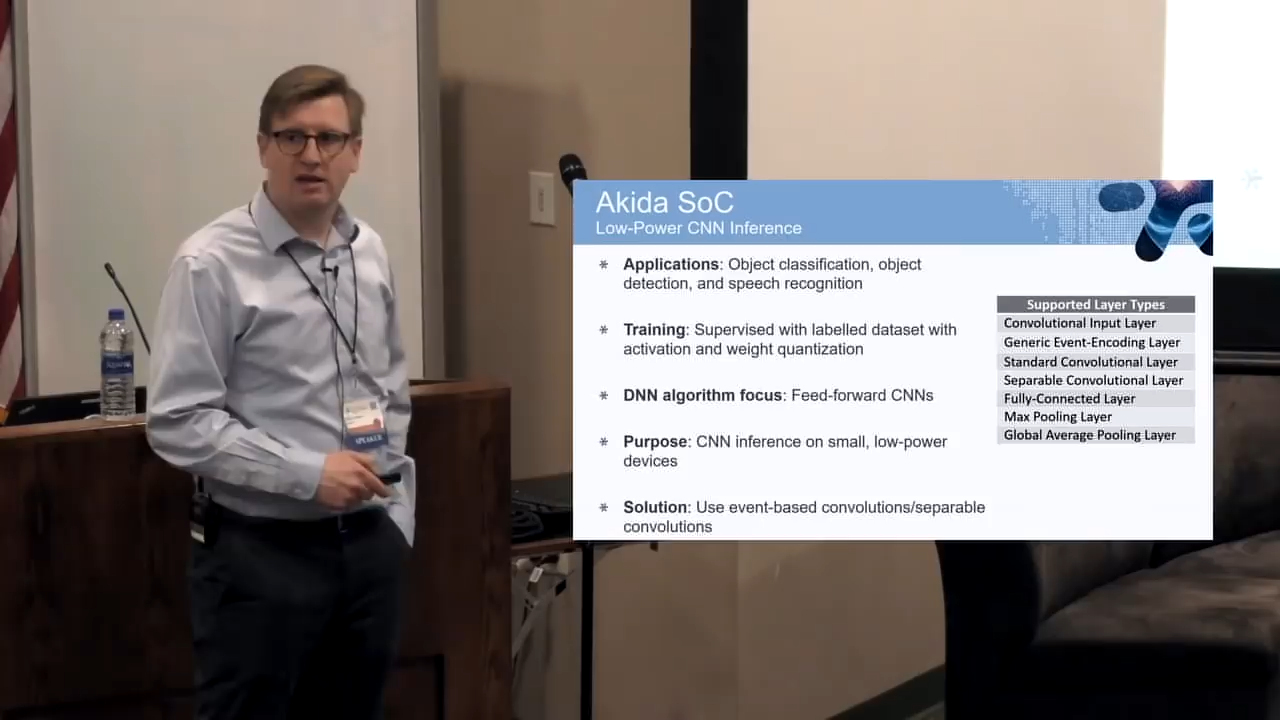 Akida SoC
Low-Power CNN Inference
* Applications: Object classification, object
detection, and speech recognition
* Training: Supervised with labelled dataset with
activation and weight quantization
* DNN algorithm focus: Feed-forward CNNs
* Purpose: CNN inference on small, low-power
devices
* Solution: Use event-based convolutions/separable
convolutions
Supported Layer Types
Convolutional Input Layer
Generic Event-Encoding Layer
Standard Convolutional Layer
Separable Convolutional Layer
Fully-Connected Layer
Max Pooling Layer
Global Average Pooling Layer
SPEAKER